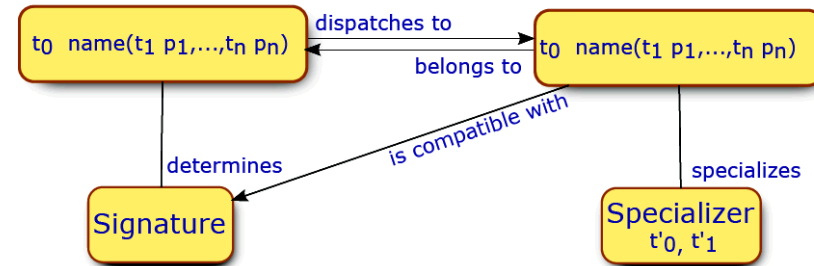 t₀ name(t₁ p₁,...,tₙ pₙ)
dispatches to
belongs to
t₀ name(t₁ p₁,...,tₙ pₙ)
is compatible with
determines
specializes
Signature
Specializer
t'₀, t'₁